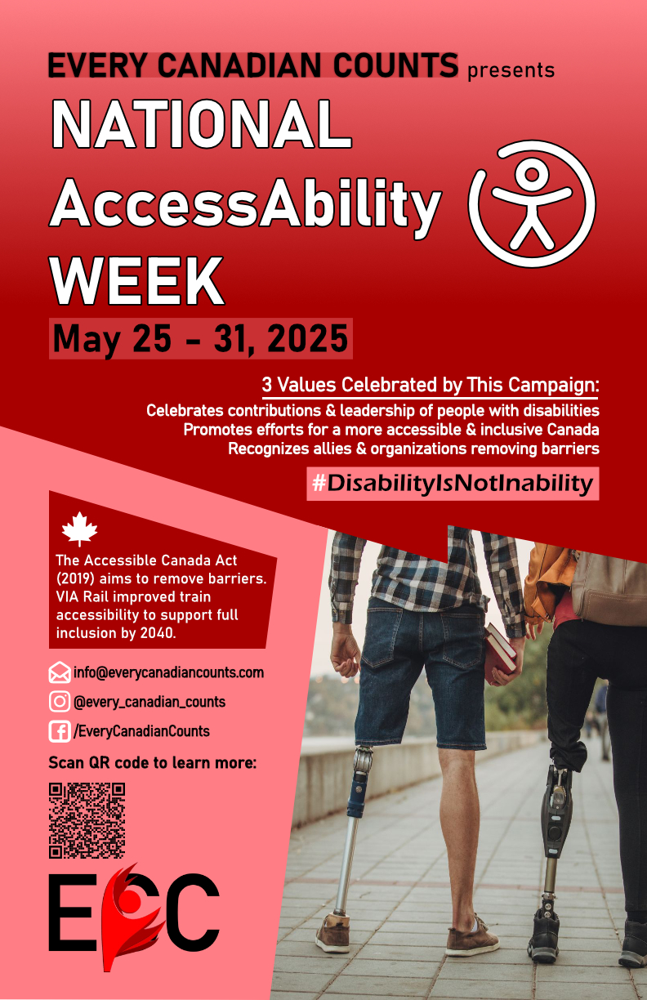 EVERY CANADIAN COUNTS presents
NATIONAL
AccessAbility
WEEK
May 25 - 31, 2025
3 Values Celebrated by This Campaign:
Celebrates contributions & leadership of people with disabilities
Promotes efforts for a more accessible & inclusive Canada
Recognizes allies & organizations removing barriers
#DisabilityIsNotInability
The Accessible Canada Act
(2019) aims to remove barriers.
VIA Rail improved train
accessibility to support full
inclusion by 2040.
info@everycanadiancounts.com
@every_canadian_counts
/EveryCanadianCounts
Scan QR code to learn more:
ECC